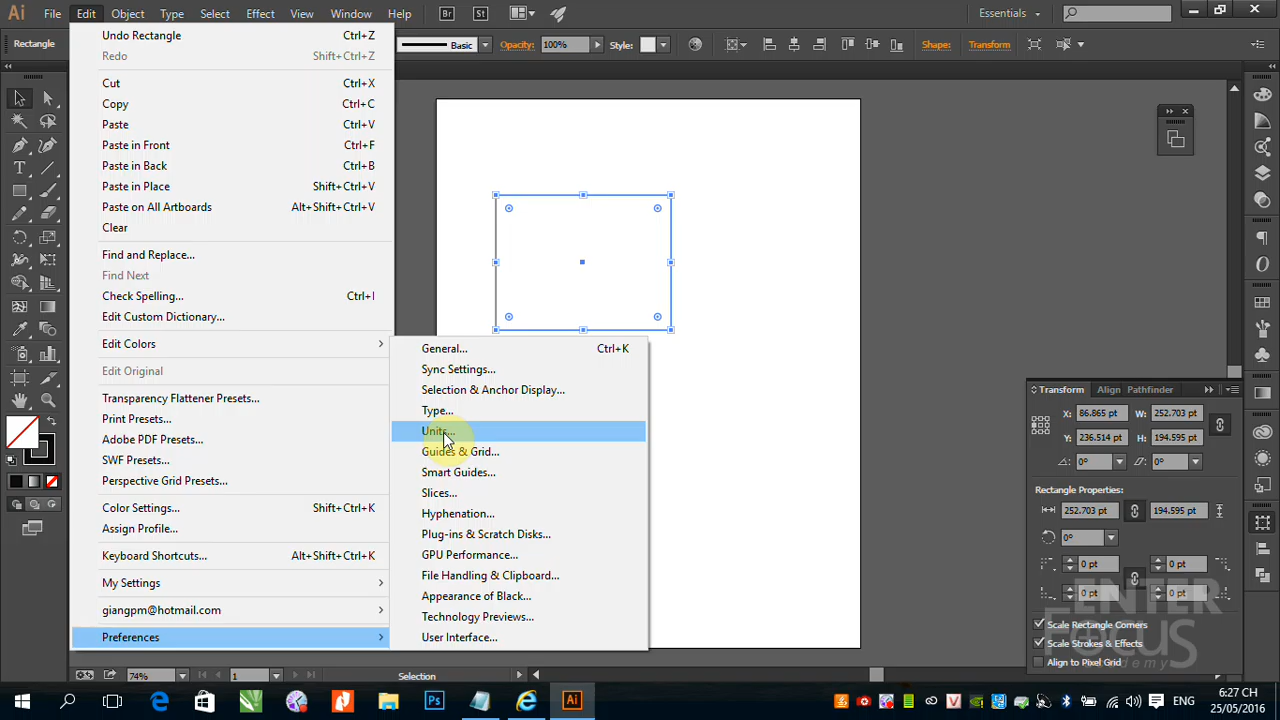 Ai File Edit Object Type Select Effect View Window Help Br St Essentials
Rectangle Basic Opacity: 100% Style: Shape: Transform
Undo Rectangle Ctrl+Z
Redo Shift+Ctrl+Z
Cut Ctrl+X
Copy Ctrl+C
Paste Ctrl+V
Paste in Front Ctrl+F
Paste in Back Ctrl+B
Paste in Place Shift+Ctrl+V
Paste on All Artboards Alt+Shift+Ctrl+V
Clear
Find and Replace...
Find Next
Check Spelling... Ctrl+I
Edit Custom Dictionary...
Edit Colors
Edit Original
Transparency Flattener Presets...
Print Presets...
Adobe PDF Presets...
SWF Presets...
Perspective Grid Presets...
Color Settings... Shift+Ctrl+K
Assign Profile...
Keyboard Shortcuts... Alt+Shift+Ctrl+K
My Settings
giangpm@hotmail.com
Preferences
General... Ctrl+K
Sync Settings...
Selection & Anchor Display...
Type...
Units...
Guides & Grid...
Smart Guides...
Slices...
Hyphenation...
Plug-ins & Scratch Disks...
GPU Performance...
File Handling & Clipboard...
Appearance of Black...
Technology Previews...
User Interface...
Transform Align Pathfinder
X: 86.865 pt W: 252.703 pt
Y: 236.514 pt H: 194.595 pt
0° 0°
Rectangle Properties:
252.703 pt 194.595 pt
0°
0 pt 0 pt
0 pt 0 pt
Scale Rectangle Corners
Scale Strokes & Effects
Align to Pixel Grid
ENTER
FOCUS
74% 1 Selection
Ps Ai V ENG 6:27 CH
25/05/2016